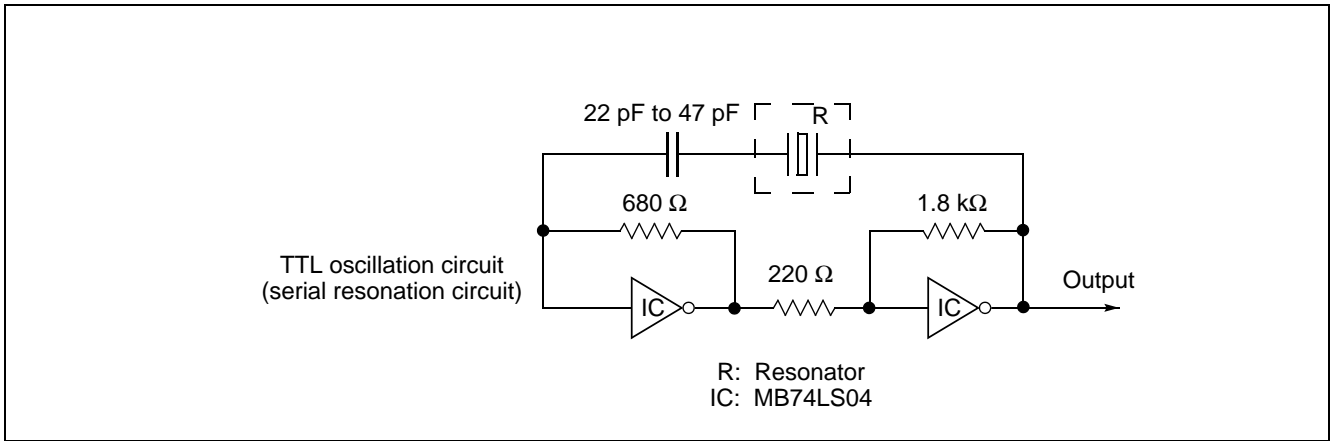 22 pF to 47 pF
R
680 Ω
1.8 kΩ
TTL oscillation circuit
(serial resonation circuit)
220 Ω
Output
IC
IC
R: Resonator
IC: MB74LS04